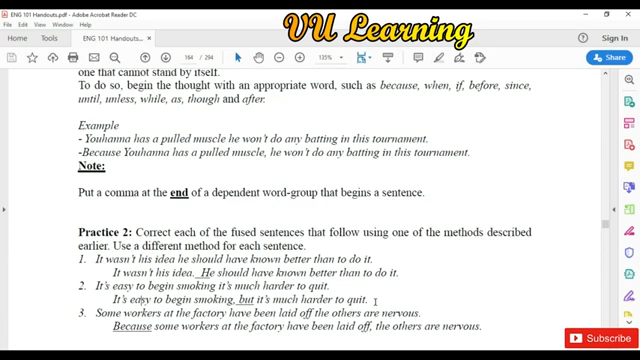 ENG 101 Handouts.pdf - Adobe Acrobat Reader DC
VU Learning
Home Tools ENG 101 Handouts.pdf × Sign In
164 / 294 135%
one that cannot stand by itself.
To do so, begin the thought with an appropriate word, such as because, when, if, before, since,
until, unless, while, as, though and after.
Example
- Youhanna has a pulled muscle he won't do any batting in this tournament.
-Because Youhanna has a pulled muscle, he won't do any batting in this tournament.
Note:
Put a comma at the end of a dependent word-group that begins a sentence.
Practice 2: Correct each of the fused sentences that follow using one of the methods described
earlier. Use a different method for each sentence.
1. It wasn't his idea he should have known better than to do it.
It wasn't his idea. He should have known better than to do it.
2. It's easy to begin smoking it's much harder to quit.
It's easy to begin smoking, but it's much harder to quit.
3. Some workers at the factory have been laid off the others are nervous.
Because some workers at the factory have been laid off, the others are nervous.
Subscribe